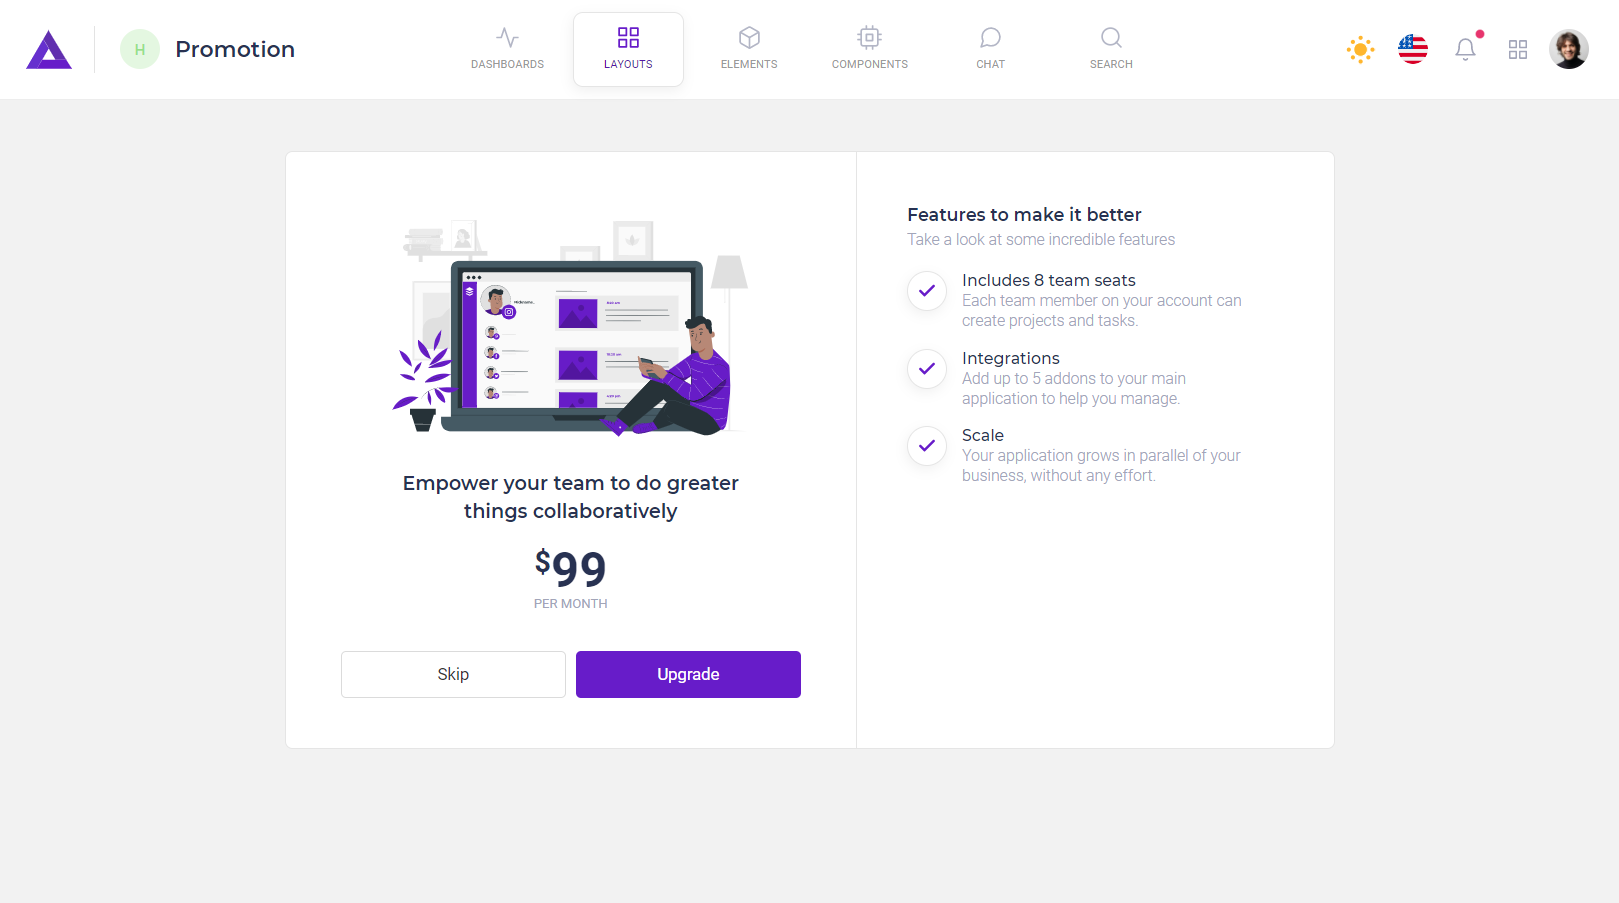 H
Promotion
DASHBOARDS
LAYOUTS
ELEMENTS
COMPONENTS
CHAT
SEARCH
Empower your team to do greater
things collaboratively
$99
PER MONTH
Skip
Upgrade
Features to make it better
Take a look at some incredible features
Includes 8 team seats
Each team member on your account can
create projects and tasks.
Integrations
Add up to 5 addons to your main
application to help you manage.
Scale
Your application grows in parallel of your
business, without any effort.